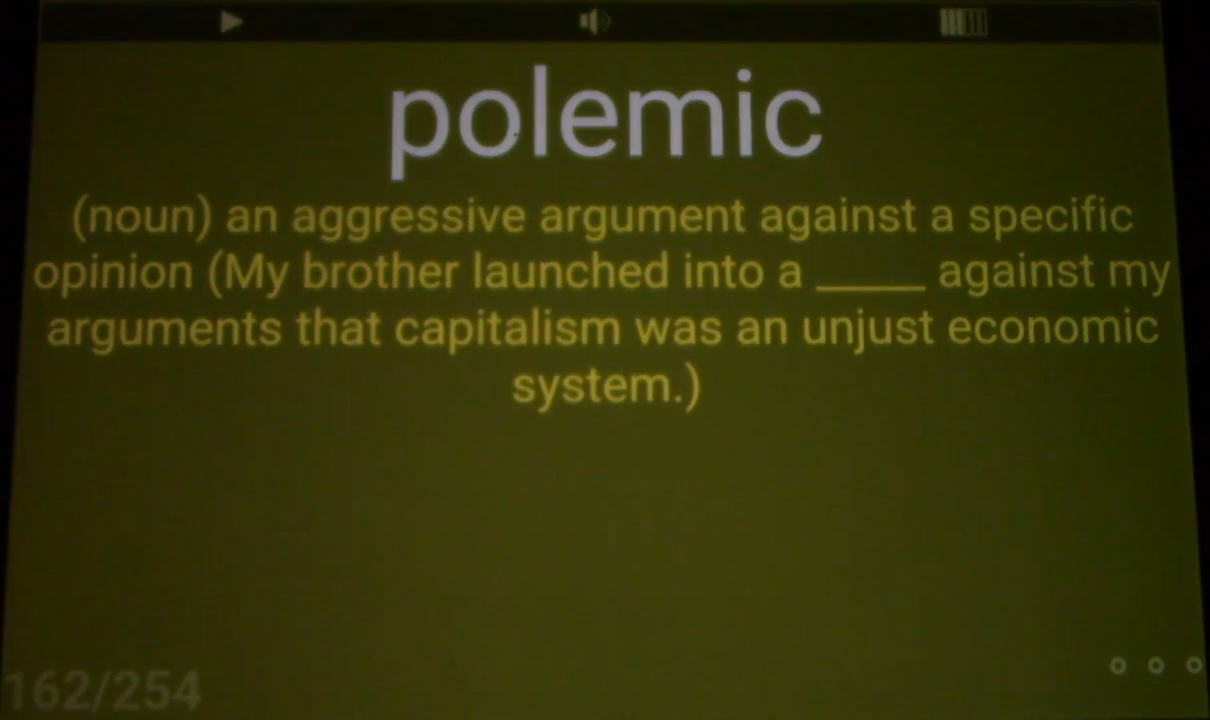 polemic
(noun) an aggressive argument against a specific
opinion (My brother launched into a _____ against my
arguments that capitalism was an unjust economic
system.)
162/254